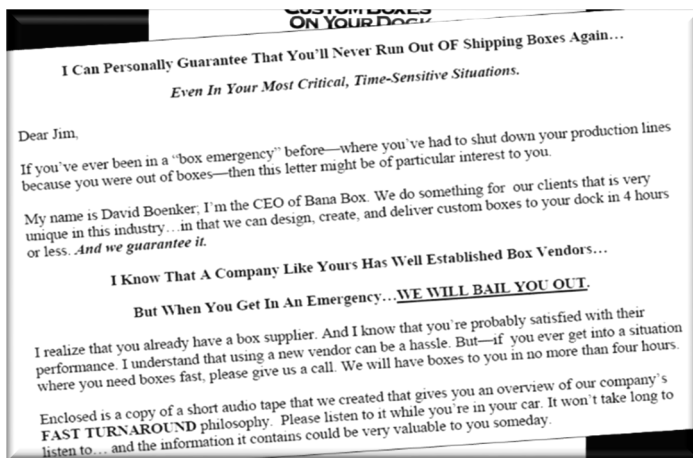 CUSTOM BOXES
ON YOUR DOCK
I Can Personally Guarantee That You'll Never Run Out OF Shipping Boxes Again…
Even In Your Most Critical, Time-Sensitive Situations.
Dear Jim,
If you've ever been in a "box emergency" before—where you've had to shut down your production lines
because you were out of boxes—then this letter might be of particular interest to you.
My name is David Boenker; I'm the CEO of Bana Box. We do something for our clients that is very
unique in this industry…in that we can design, create, and deliver custom boxes to your dock in 4 hours
or less. And we guarantee it.
I Know That A Company Like Yours Has Well Established Box Vendors…
But When You Get In An Emergency…WE WILL BAIL YOU OUT.
I realize that you already have a box supplier. And I know that you're probably satisfied with their
performance. I understand that using a new vendor can be a hassle. But—if you ever get into a situation
where you need boxes fast, please give us a call. We will have boxes to you in no more than four hours.
Enclosed is a copy of a short audio tape that we created that gives you an overview of our company's
FAST TURNAROUND philosophy. Please listen to it while you're in your car. It won't take long to
listen to… and the information it contains could be very valuable to you someday.